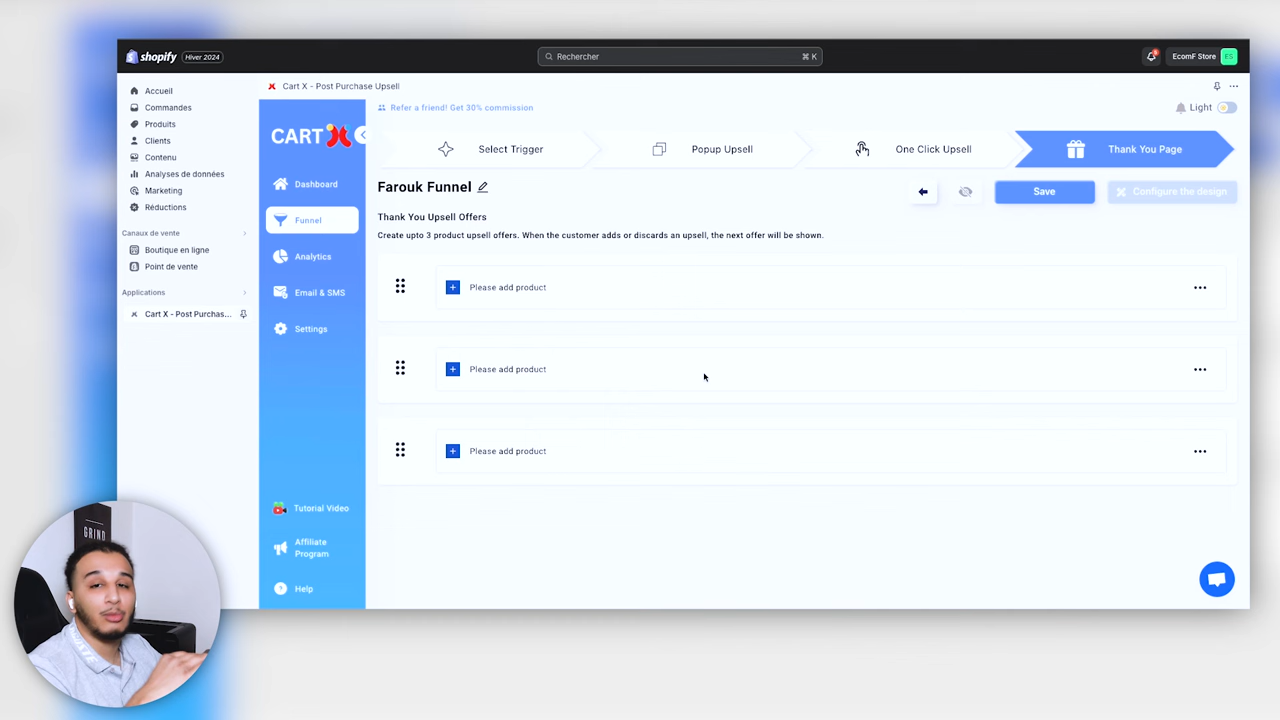 shopify Hiver 2024
Rechercher
⌘ K
EcomF Store ES
Accueil
Commandes
Produits
Clients
Contenu
Analyses de données
Marketing
Réductions
Canaux de vente
Boutique en ligne
Point de vente
Applications
Cart X - Post Purchas...
Cart X - Post Purchase Upsell
CART X
Dashboard
Funnel
Analytics
Email & SMS
Settings
Tutorial Video
Affiliate
Program
Help
Refer a friend! Get 30% commission
Light
Select Trigger
Popup Upsell
One Click Upsell
Thank You Page
Farouk Funnel
Save
Configure the design
Thank You Upsell Offers
Create upto 3 product upsell offers. When the customer adds or discards an upsell, the next offer will be shown.
Please add product
Please add product
Please add product
GRIND